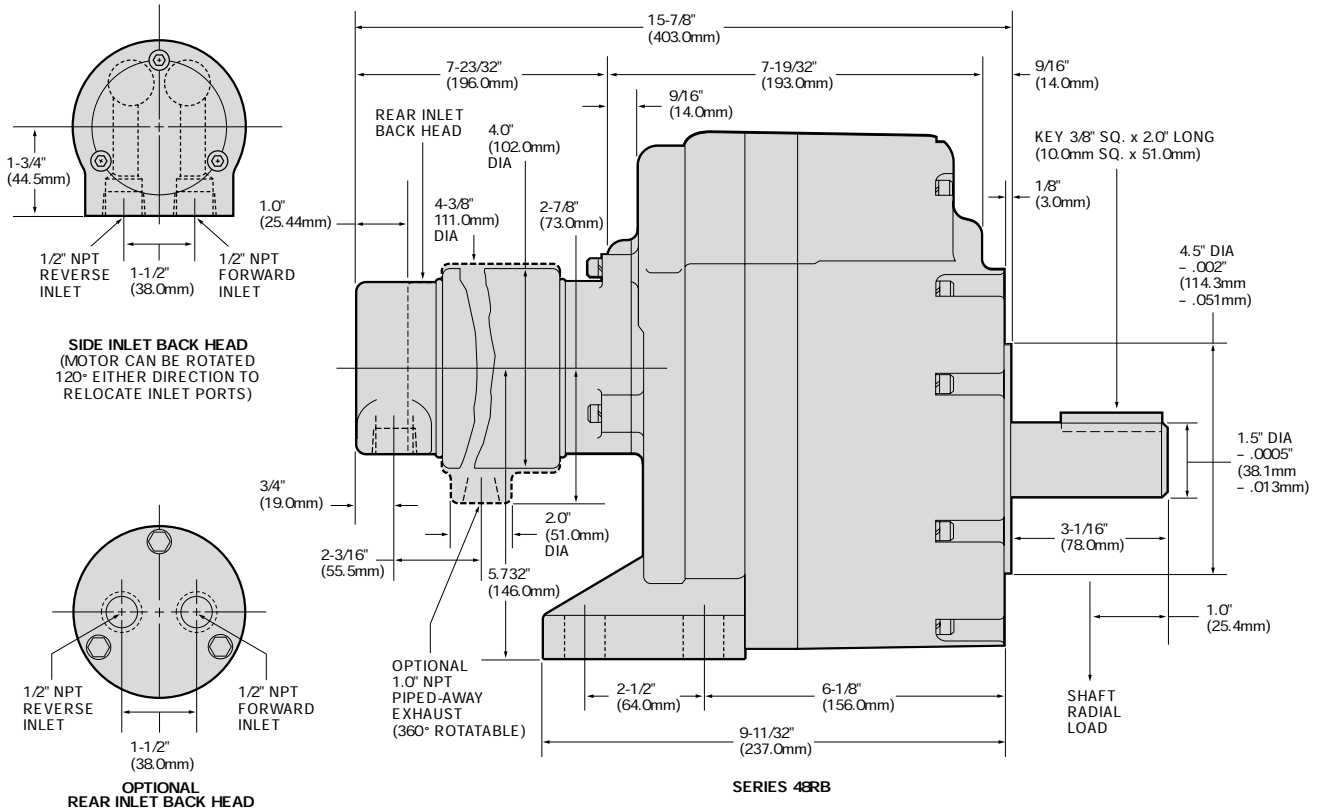 15-7/8"
(403.0mm)
7-23/32"
(196.0mm)
7-19/32"
(193.0mm)
9/16"
(14.0mm)
9/16"
(14.0mm)
REAR INLET
BACK HEAD
4.0"
(102.0mm)
DIA
KEY 3/8" SQ. x 2.0" LONG
(10.0mm SQ. x 51.0mm)
1-3/4"
(44.5mm)
1.0"
(25.44mm)
4-3/8"
111.0mm)
DIA
2-7/8"
(73.0mm)
1/8"
(3.0mm)
1/2" NPT
REVERSE
INLET
1-1/2"
(38.0mm)
1/2" NPT
FORWARD
INLET
4.5" DIA
– .002"
(114.3mm
– .051mm)
SIDE INLET BACK HEAD
(MOTOR CAN BE ROTATED
120° EITHER DIRECTION TO
RELOCATE INLET PORTS)
1.5" DIA
– .0005"
(38.1mm
– .013mm)
3/4"
(19.0mm)
2.0"
(51.0mm)
DIA
3-1/16"
(78.0mm)
2-3/16"
(55.5mm)
5.732"
(146.0mm)
1.0"
(25.4mm)
OPTIONAL
1.0" NPT
PIPED-AWAY
EXHAUST
(360° ROTATABLE)
2-1/2"
(64.0mm)
6-1/8"
(156.0mm)
SHAFT
RADIAL
LOAD
1/2" NPT
REVERSE
INLET
1/2" NPT
FORWARD
INLET
1-1/2"
(38.0mm)
9-11/32"
(237.0mm)
OPTIONAL
REAR INLET BACK HEAD
SERIES 48RB